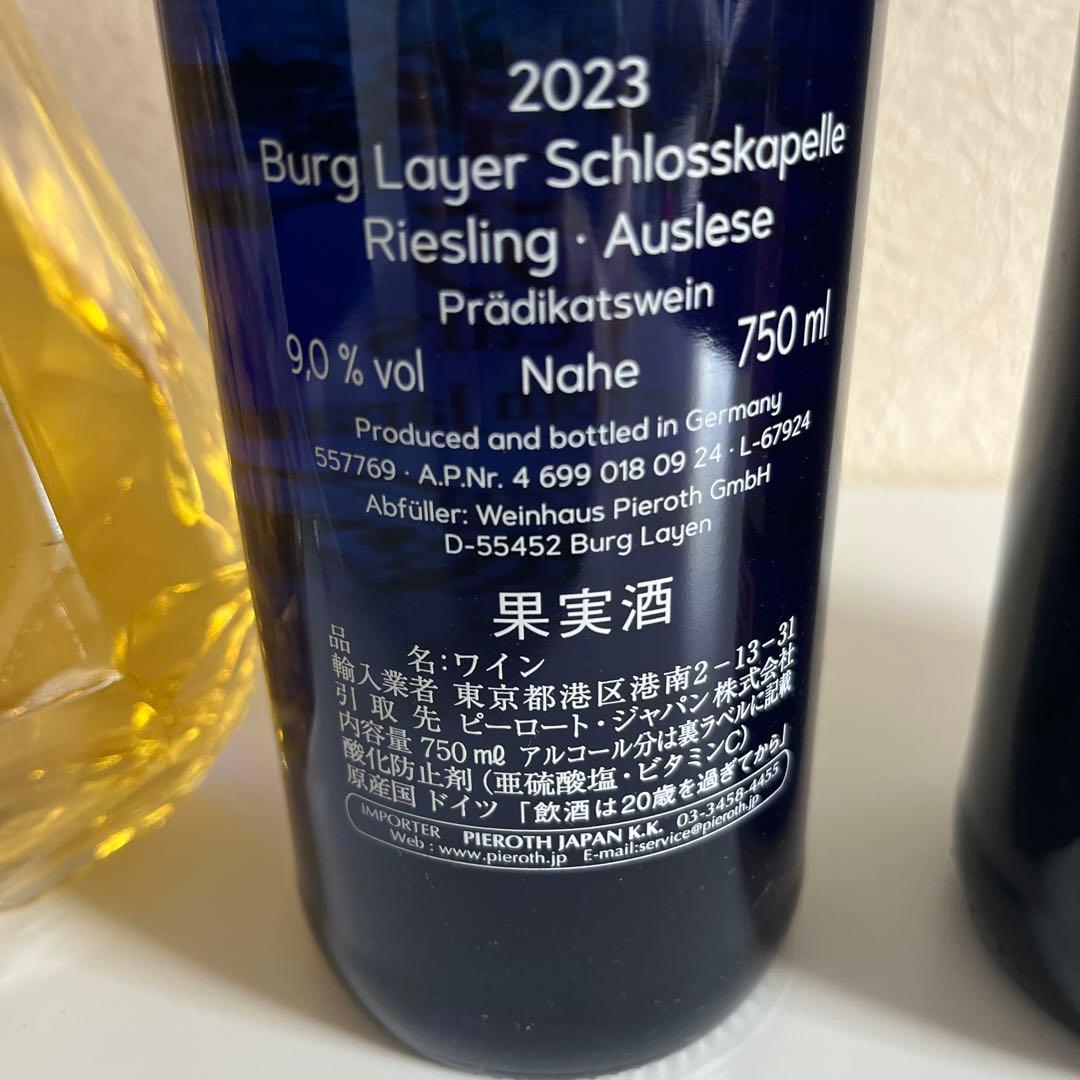 2023
Burg Layer Schlosskapelle
Riesling · Auslese
Prädikatswein
9,0 % vol Nahe 750 ml
Produced and bottled in Germany
557769 · A.P.Nr. 4 699 018 09 24 · L-67924
Abfüller: Weinhaus Pieroth GmbH
D-55452 Burg Layen
果実酒
品名:ワイン
輸入業者 東京都港区港南2-13-31
引取先 ピーロート・ジャパン株式会社
内容量 750㎖ アルコール分は裏ラベルに記載
酸化防止剤(亜硫酸塩・ビタミンC)
原産国 ドイツ 「飲酒は20歳を過ぎてから」
IMPORTER PIEROTH JAPAN K.K. 03-3458-4455
Web : www.pieroth.jp E-mail:service@pieroth.jp